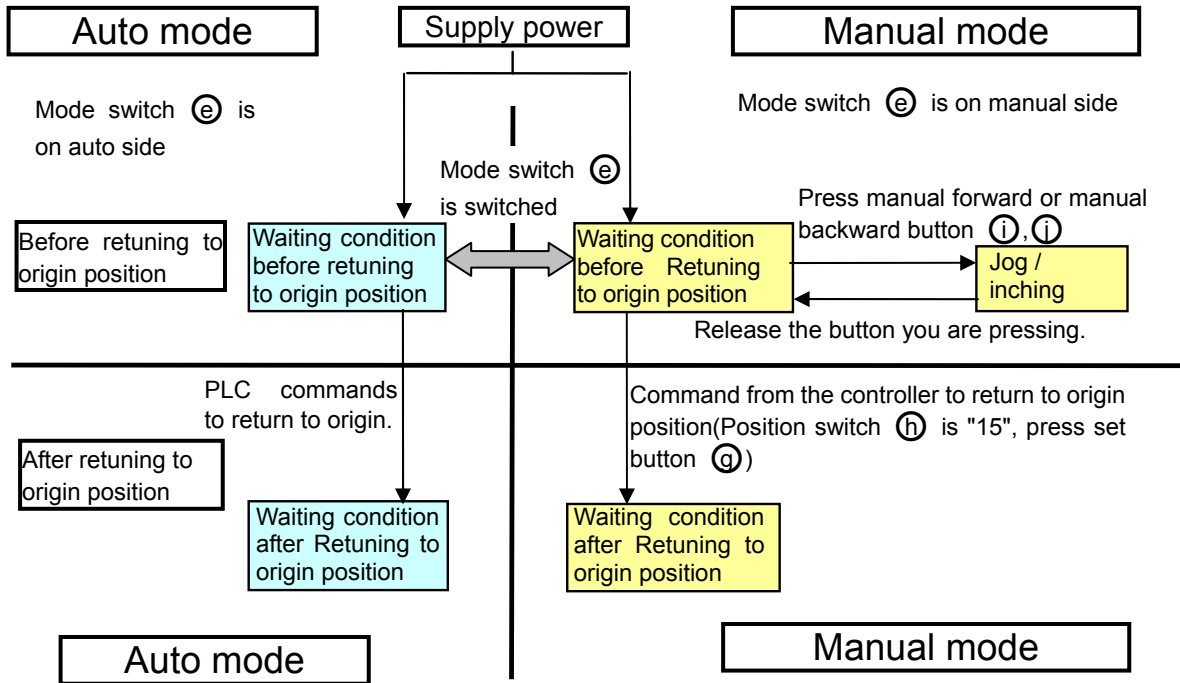 Auto mode
Supply power
Manual mode
Mode switch ⓔ is
on auto side
Mode switch ⓔ is on manual side
Mode switch ⓔ
is switched
Press manual forward or manual
backward button ⓘ,ⓙ
Before retuning to
origin position
Waiting condition
before retuning
to origin position
Waiting condition
before Retuning
to origin position
Jog /
inching
Release the button you are pressing.
PLC commands
to return to origin.
Command from the controller to return to origin
position(Position switch ⓗ is "15", press set
button ⓖ)
After retuning to
origin position
Waiting condition
after Retuning to
origin position
Waiting condition
after Retuning to
origin position
Auto mode
Manual mode